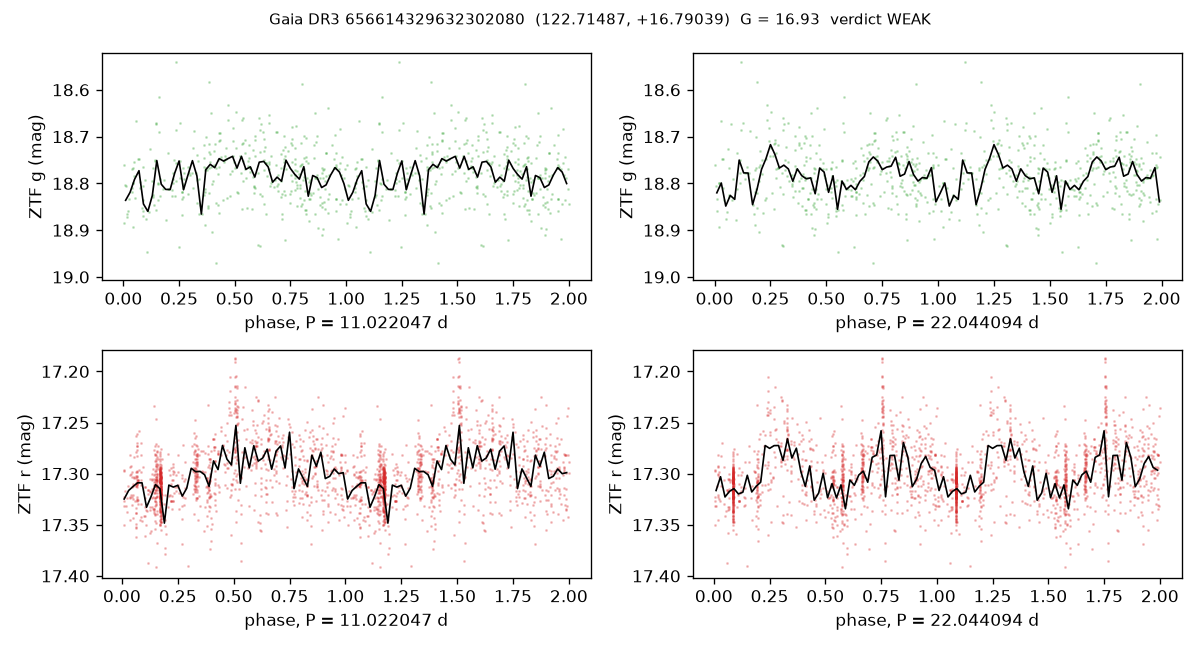 Gaia DR3 656614329632302080  (122.71487, +16.79039)  G = 16.93  verdict WEAK
ZTF g (mag)
18.6
18.7
18.8
18.9
19.0
0.00 0.25 0.50 0.75 1.00 1.25 1.50 1.75 2.00
phase, P = 11.022047 d
ZTF g (mag)
18.6
18.7
18.8
18.9
19.0
0.00 0.25 0.50 0.75 1.00 1.25 1.50 1.75 2.00
phase, P = 22.044094 d
ZTF r (mag)
17.20
17.25
17.30
17.35
17.40
0.00 0.25 0.50 0.75 1.00 1.25 1.50 1.75 2.00
phase, P = 11.022047 d
ZTF r (mag)
17.20
17.25
17.30
17.35
17.40
0.00 0.25 0.50 0.75 1.00 1.25 1.50 1.75 2.00
phase, P = 22.044094 d